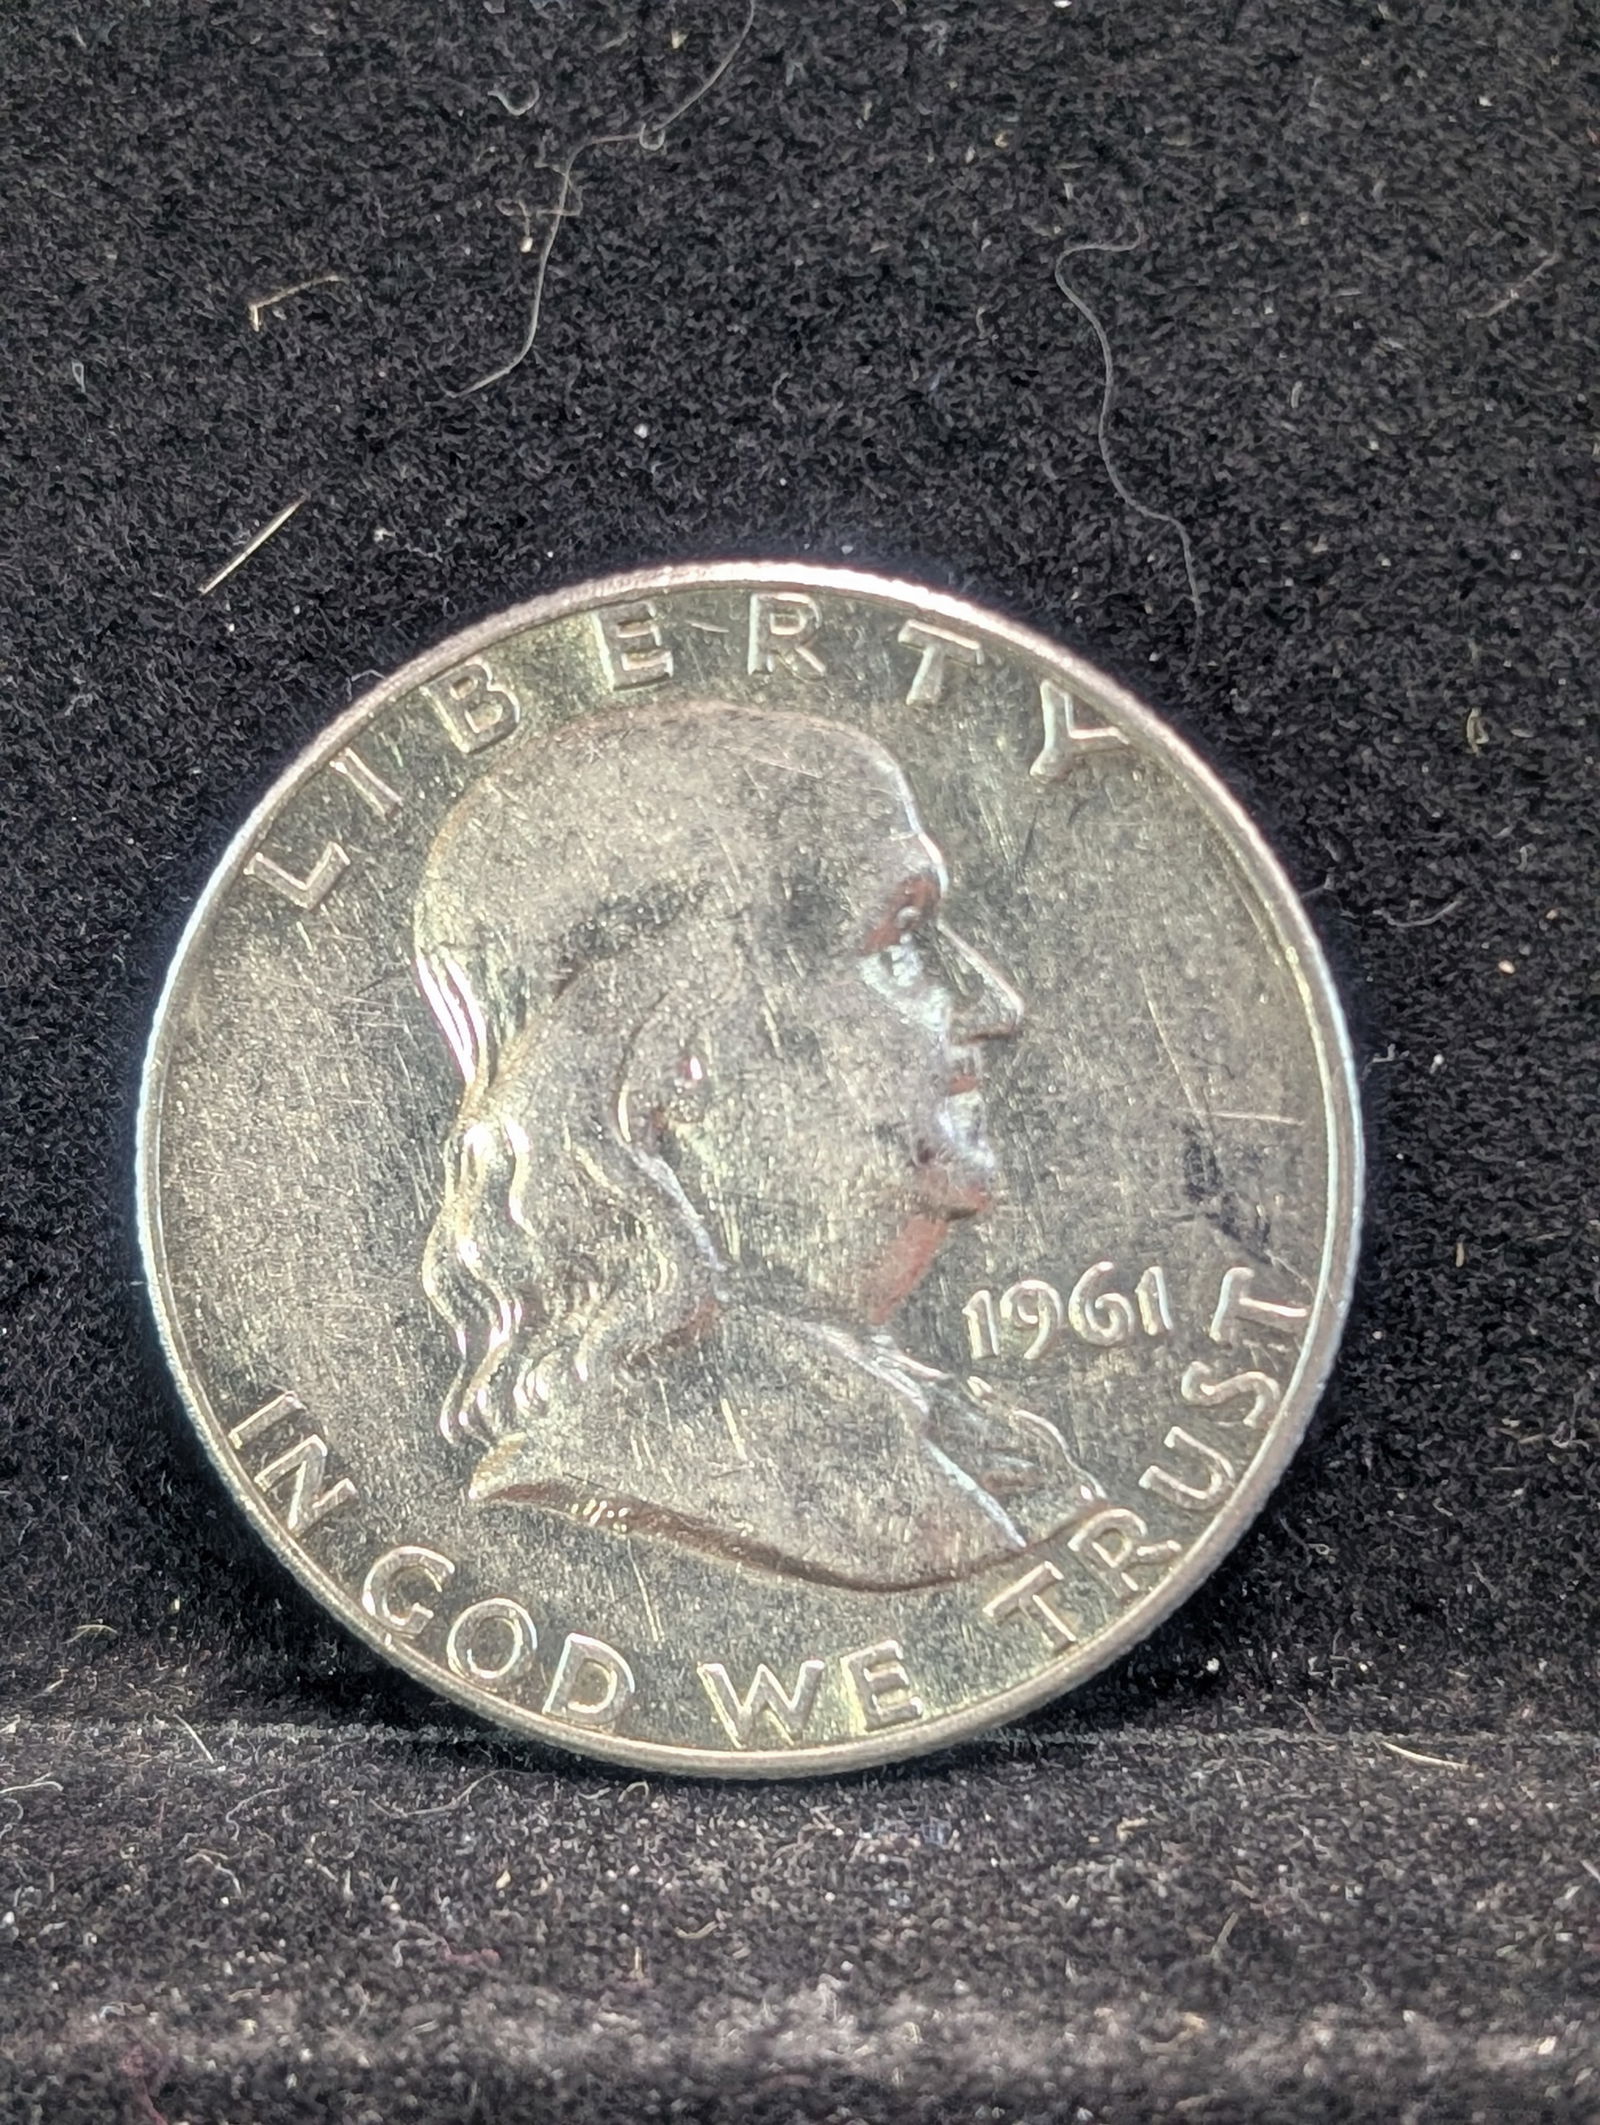 LIBERTY
1961
IN GOD WE TRUST